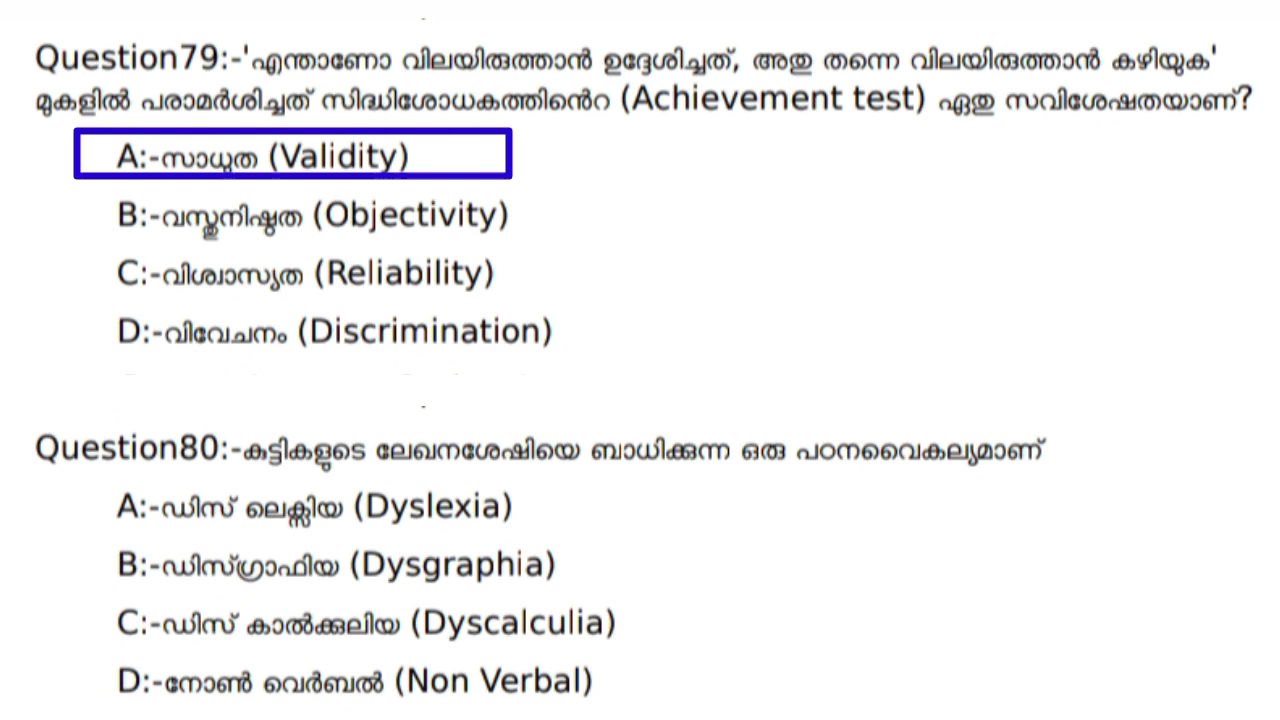 Question79:-'എന്താണോ വിലയിരുത്താൻ ഉദ്ദേശിച്ചത്, അതു തന്നെ വിലയിരുത്താൻ കഴിയുക'
മുകളിൽ പരാമർശിച്ചത് സിദ്ധിശോധകത്തിൻെറ (Achievement test) ഏതു സവിശേഷതയാണ്?
A:-സാധുത (Validity)
B:-വസ്തുനിഷ്ഠത (Objectivity)
C:-വിശ്വാസ്യത (Reliability)
D:-വിവേചനം (Discrimination)
Question80:-കുട്ടികളുടെ ലേഖനശേഷിയെ ബാധിക്കുന്ന ഒരു പഠനവൈകല്യമാണ്
A:-ഡിസ് ലെക്സിയ (Dyslexia)
B:-ഡിസ്ഗ്രാഫിയ (Dysgraphia)
C:-ഡിസ് കാൽക്കുലിയ (Dyscalculia)
D:-നോൺ വെർബൽ (Non Verbal)